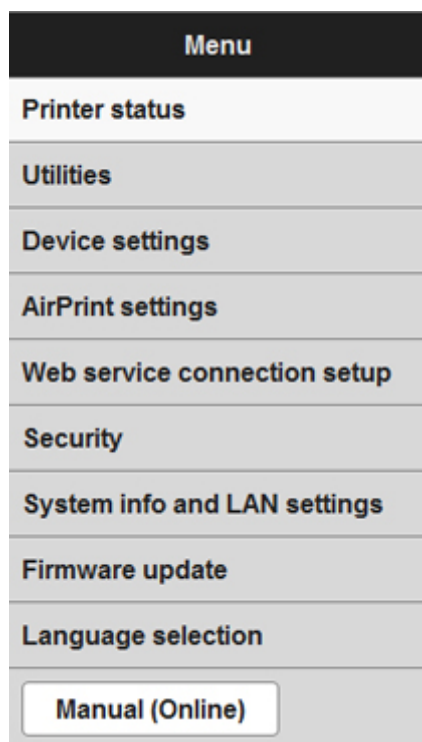 Menu
Printer status
Utilities
Device settings
AirPrint settings
Web service connection setup
Security
System info and LAN settings
Firmware update
Language selection
Manual (Online)